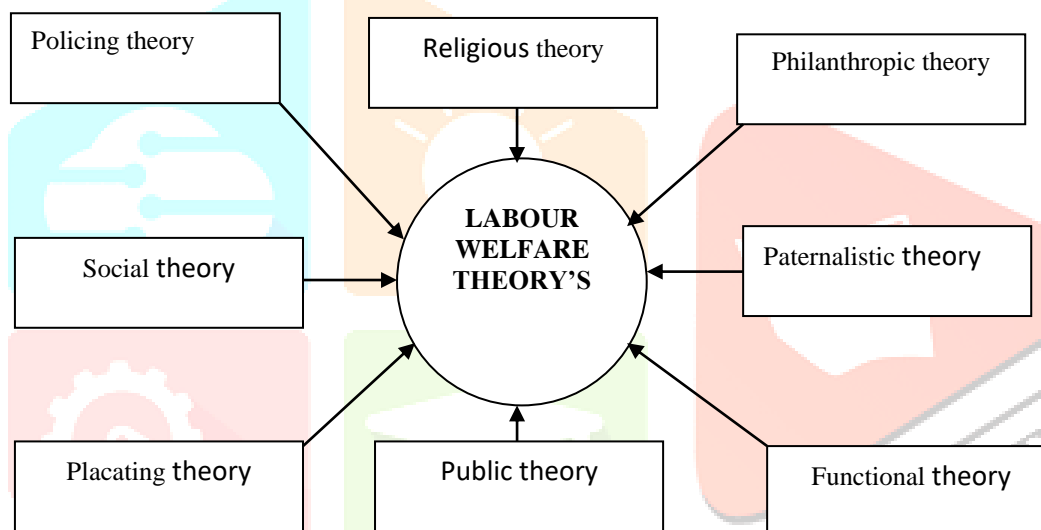 Policing theory
Religious theory
Philanthropic theory
LABOUR
WELFARE
THEORY’S
Social theory
Paternalistic theory
Placating theory
Public theory
Functional theory